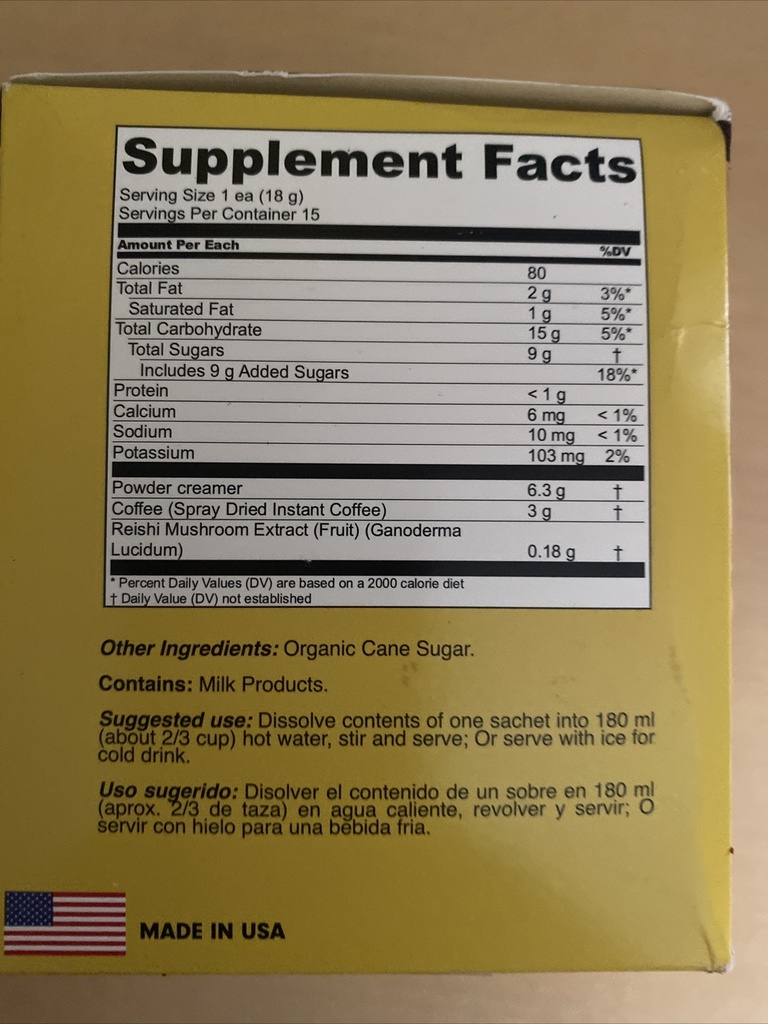 Supplement Facts
Serving Size 1 ea (18 g)
Servings Per Container 15
Amount Per Each %DV
Calories 80
Total Fat 2 g 3%*
Saturated Fat 1 g 5%*
Total Carbohydrate 15 g 5%*
Total Sugars 9 g †
Includes 9 g Added Sugars 18%*
Protein < 1 g
Calcium 6 mg < 1%
Sodium 10 mg < 1%
Potassium 103 mg 2%
Powder creamer 6.3 g †
Coffee (Spray Dried Instant Coffee) 3 g †
Reishi Mushroom Extract (Fruit) (Ganoderma
Lucidum) 0.18 g †
* Percent Daily Values (DV) are based on a 2000 calorie diet
† Daily Value (DV) not established
Other Ingredients: Organic Cane Sugar.
Contains: Milk Products.
Suggested use: Dissolve contents of one sachet into 180 ml
(about 2/3 cup) hot water, stir and serve; Or serve with ice for
cold drink.
Uso sugerido: Disolver el contenido de un sobre en 180 ml
(aprox. 2/3 de taza) en agua caliente, revolver y servir; O
servir con hielo para una bebida fria.
MADE IN USA